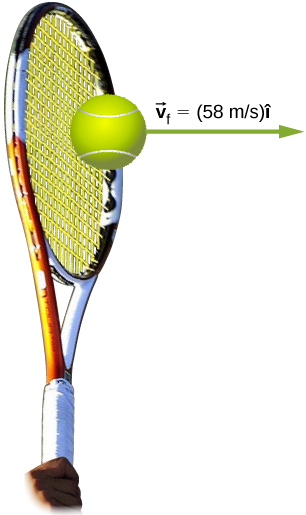 v⃗f = (58 m/s)î